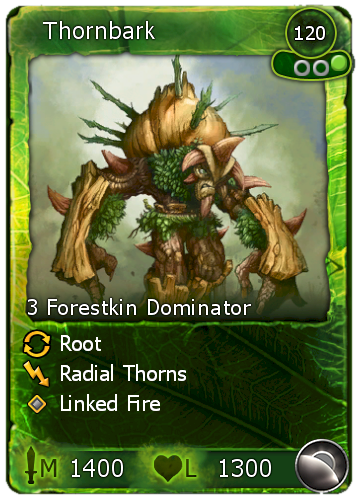 Thornbark
120
3 Forestkin Dominator
Root
Radial Thorns
Linked Fire
M 1400 L 1300